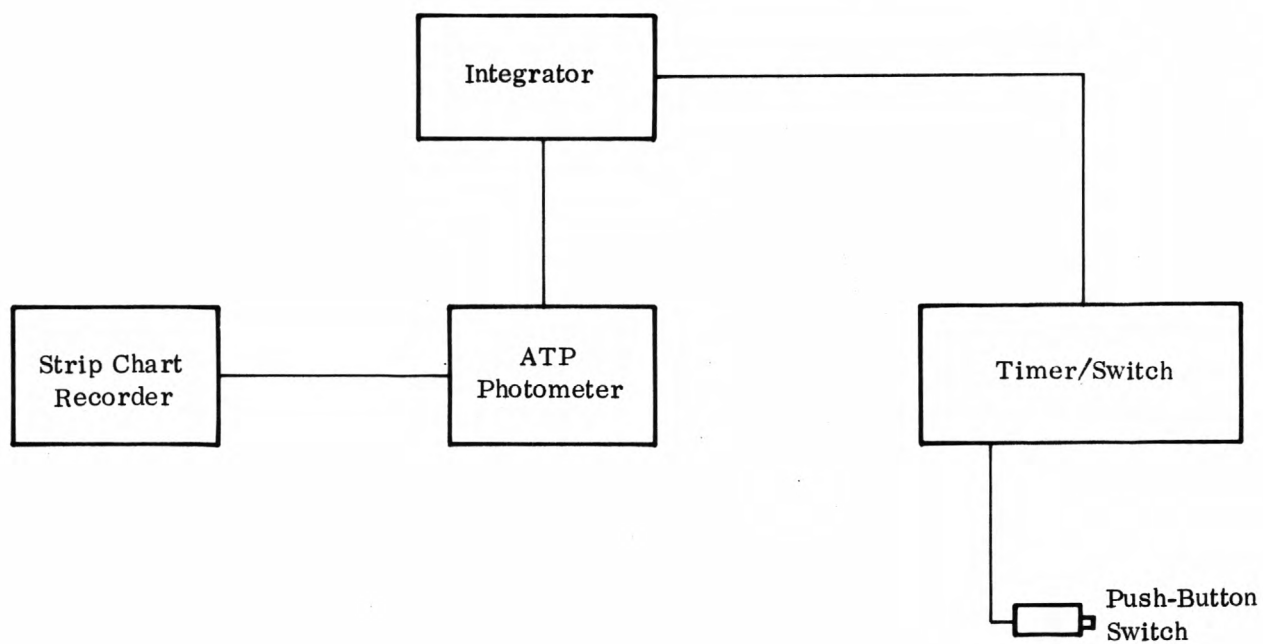 Integrator
Strip Chart
Recorder
ATP
Photometer
Timer/Switch
Push-Button
Switch